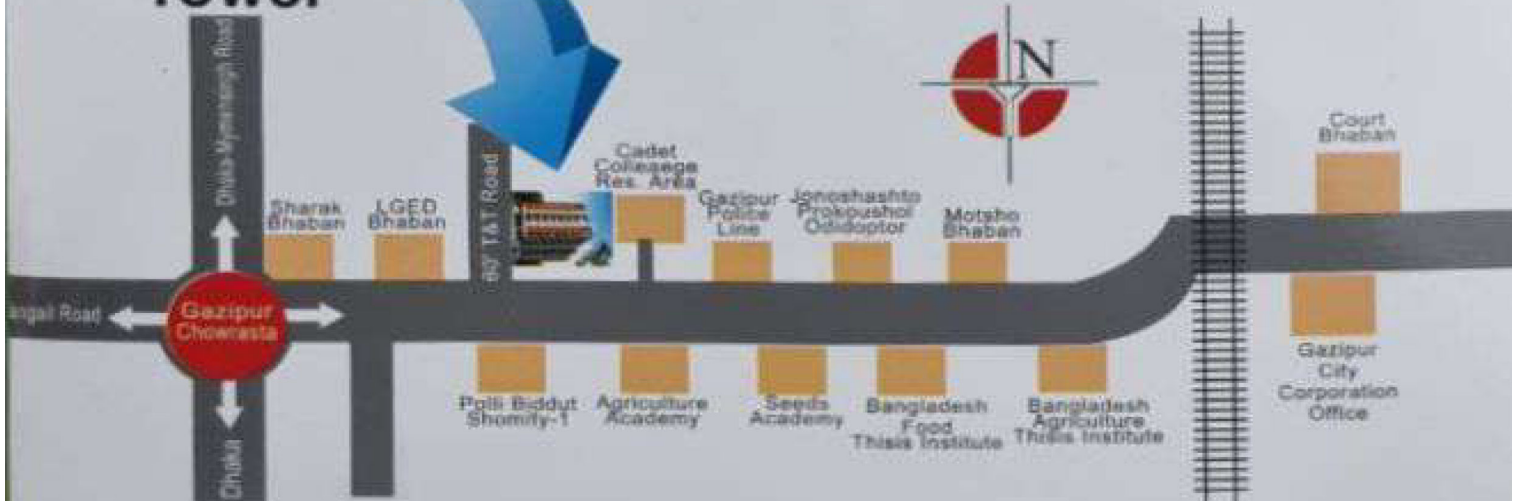 Tower
N
Dhaka-Mymensingh Road
Court
Bhaban
Cadet
Colleaege
Res. Area
60' T&T Road
Sharak
Bhaban
LGED
Bhaban
Gazipur
Polite
Line
Jonoshashto
Prokoushol
Odidoptor
Motsho
Bhaban
angail Road
Gazipur
Chowrasta
Gazipur
City
Corporation
Office
Polli Biddut
Shomity-1
Agriculture
Academy
Seeds
Academy
Bangladesh
Food
Thisis Institute
Bangladesh
Agriculture
Thisis Institute
Dhaka